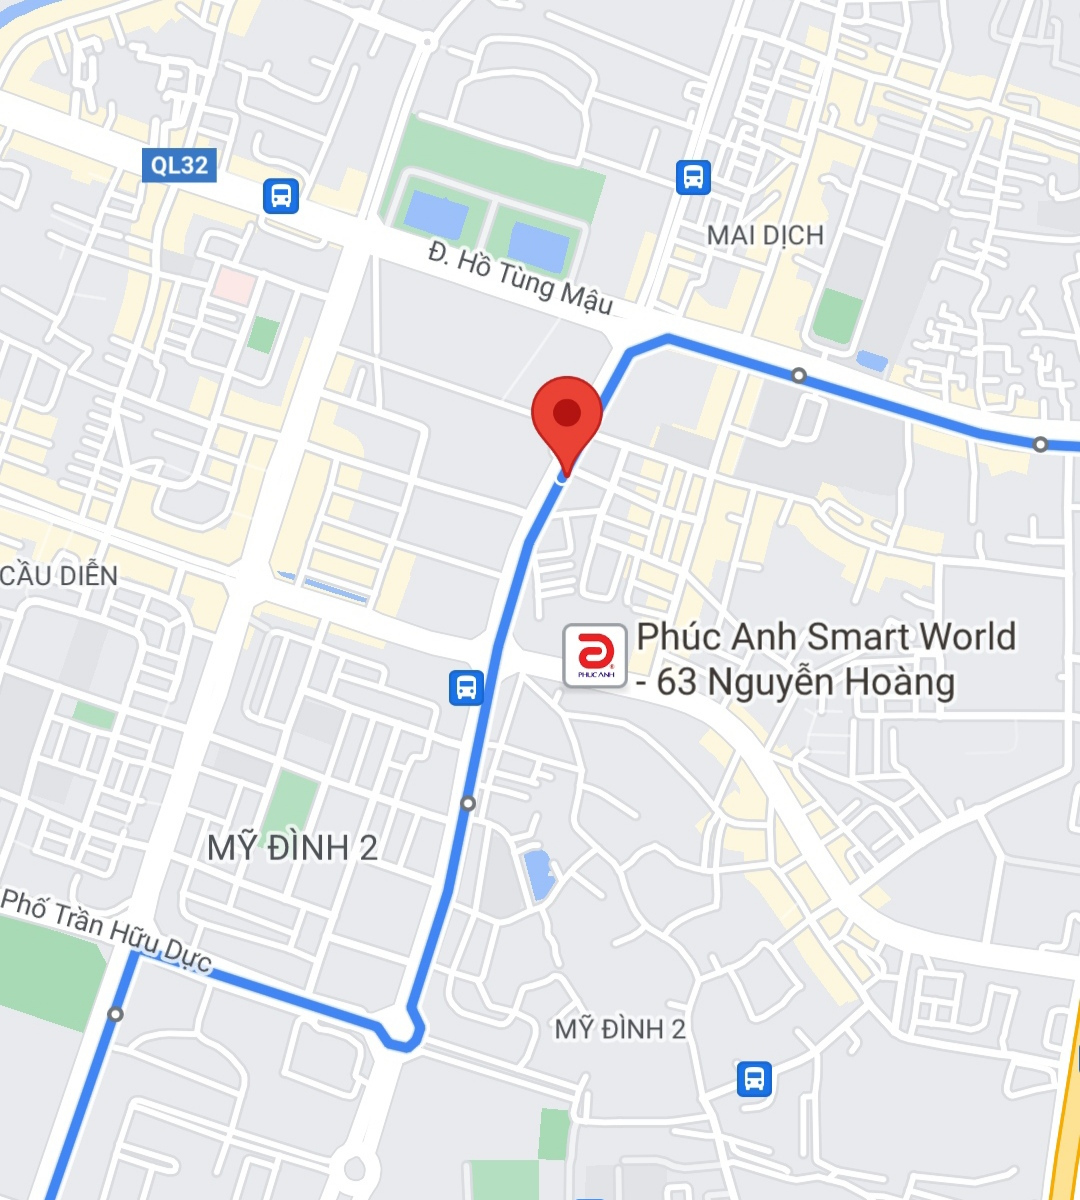 QL32
MAI DỊCH
Đ. Hồ Tùng Mậu
CẦU DIỄN
PHUC ANH
Phúc Anh Smart World
- 63 Nguyễn Hoàng
MỸ ĐÌNH 2
Phố Trần Hữu Dực
MỸ ĐÌNH 2